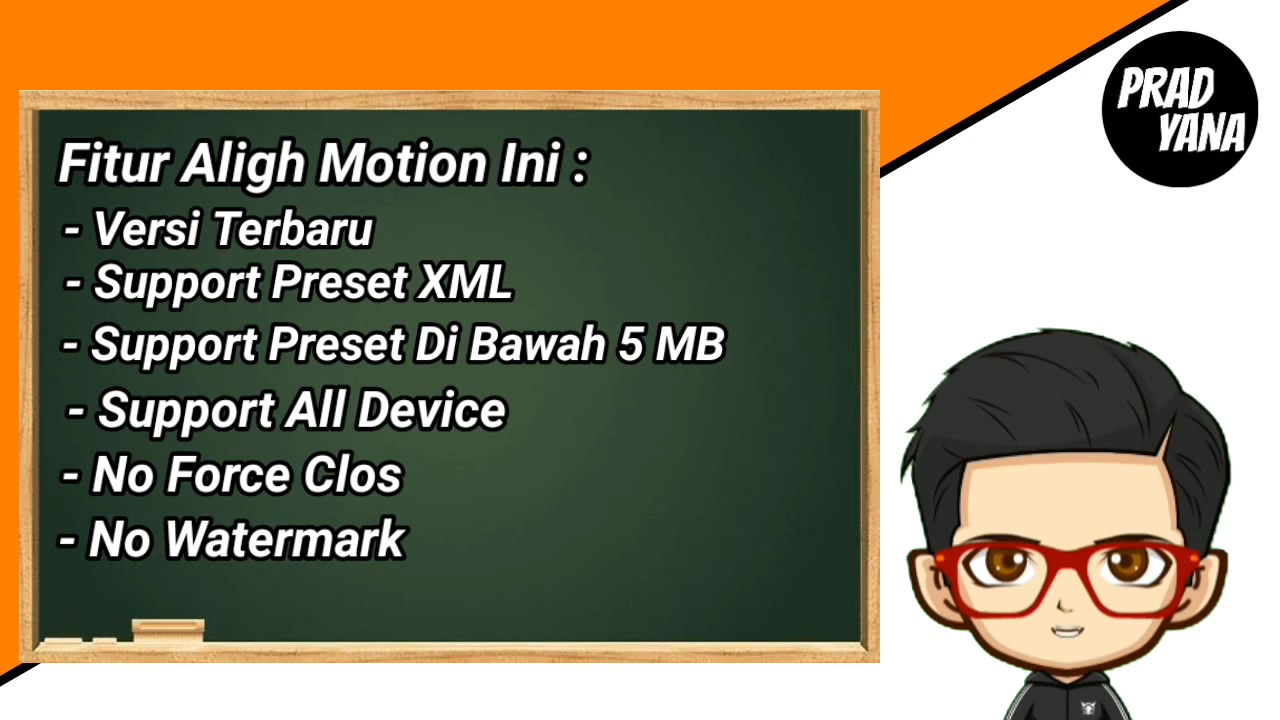 PRAD
YANA
Fitur Aligh Motion Ini :
- Versi Terbaru
- Support Preset XML
- Support Preset Di Bawah 5 MB
- Support All Device
- No Force Clos
- No Watermark